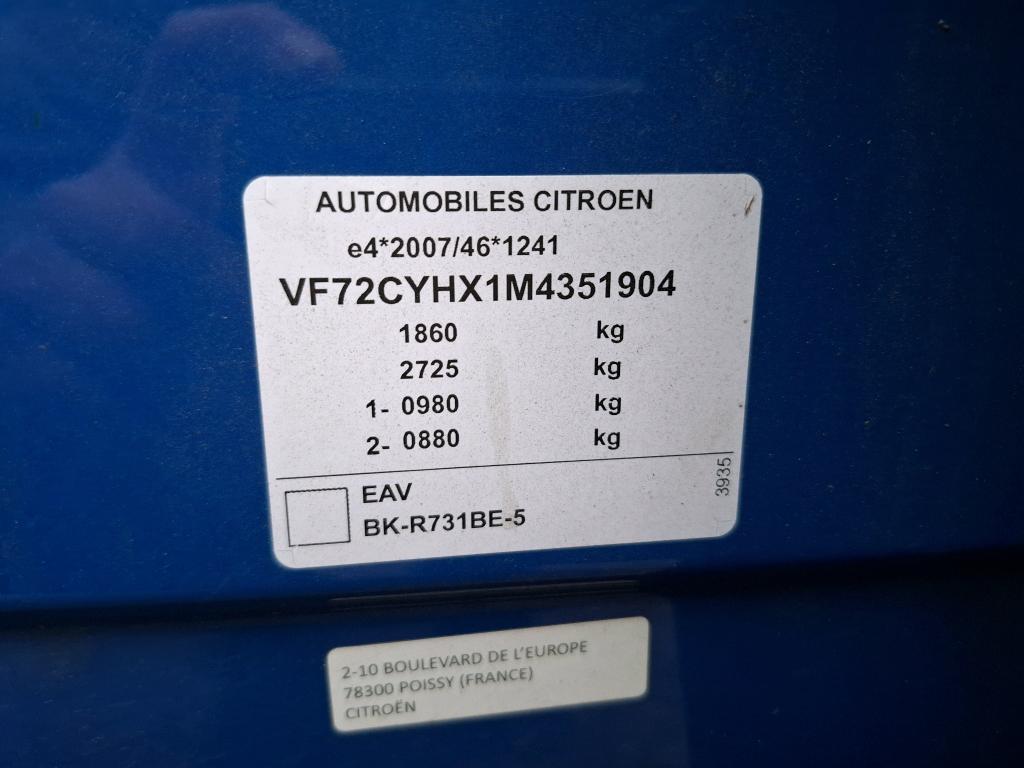 AUTOMOBILES CITROEN
e4*2007/46*1241
VF72CYHX1M4351904
1860 kg
2725 kg
1- 0980 kg
2- 0880 kg
EAV
BK-R731BE-5
3935
2-10 BOULEVARD DE L'EUROPE
78300 POISSY (FRANCE)
CITROËN